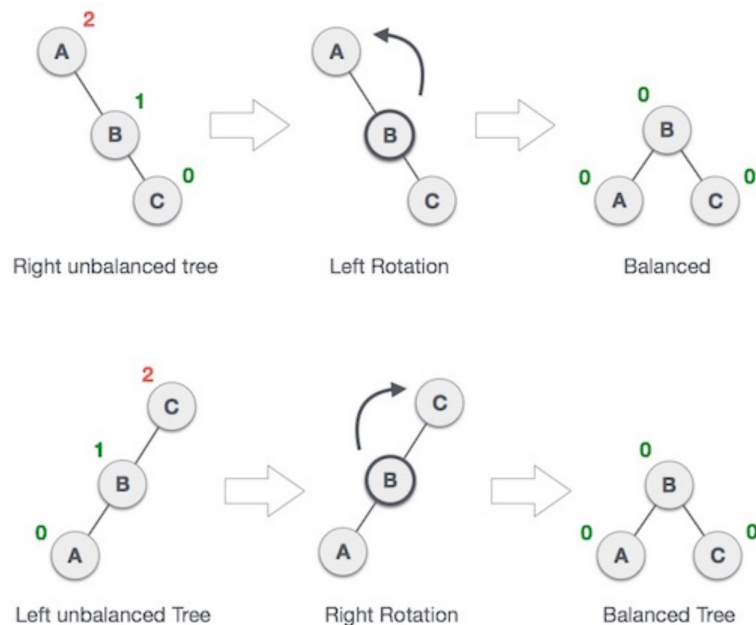 2
A
A
1
0
B
B
B
0
0
0
C
C
A
C
Right unbalanced tree
Left Rotation
Balanced
2
C
C
1
0
B
B
B
0
0
0
A
A
A
C
Left unbalanced Tree
Right Rotation
Balanced Tree